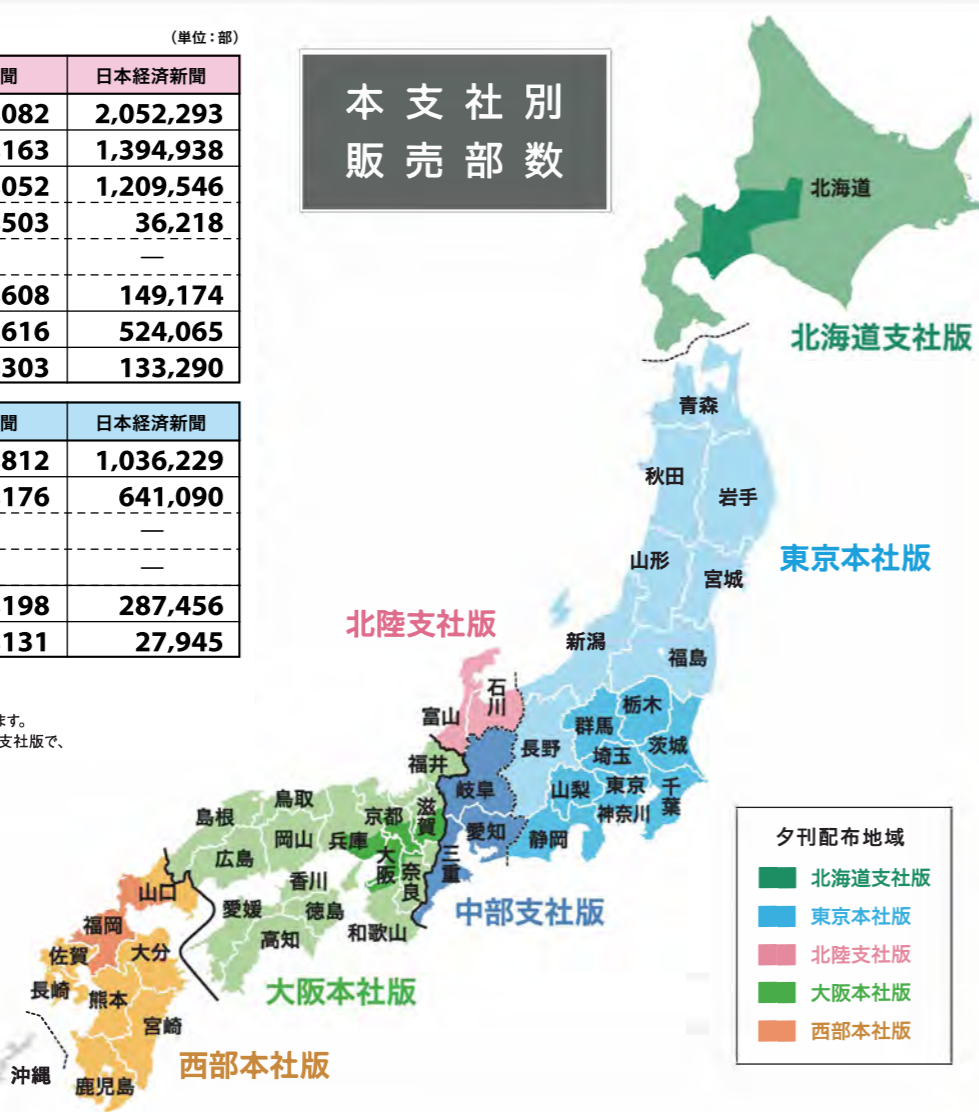 (単位：部)
聞 日本経済新聞
082 2,052,293
163 1,394,938
052 1,209,546
503 36,218
—
608 149,174
616 524,065
303 133,290
聞 日本経済新聞
812 1,036,229
176 641,090
—
—
198 287,456
131 27,945
ます。
支社版で、
本支社別
販売部数
北海道
北海道支社版
青森
秋田
岩手
山形
宮城
東京本社版
北陸支社版
新潟
福島
石川
富山
栃木
群馬
茨城
長野
埼玉
福井
岐阜
山梨
東京
千葉
神奈川
愛知
静岡
三重
中部支社版
滋賀
京都
鳥取
島根
岡山
兵庫
大阪
奈良
広島
香川
愛媛
徳島
高知
和歌山
大阪本社版
山口
福岡
佐賀
大分
長崎
熊本
宮崎
鹿児島
沖縄
西部本社版
夕刊配布地域
北海道支社版
東京本社版
北陸支社版
大阪本社版
西部本社版